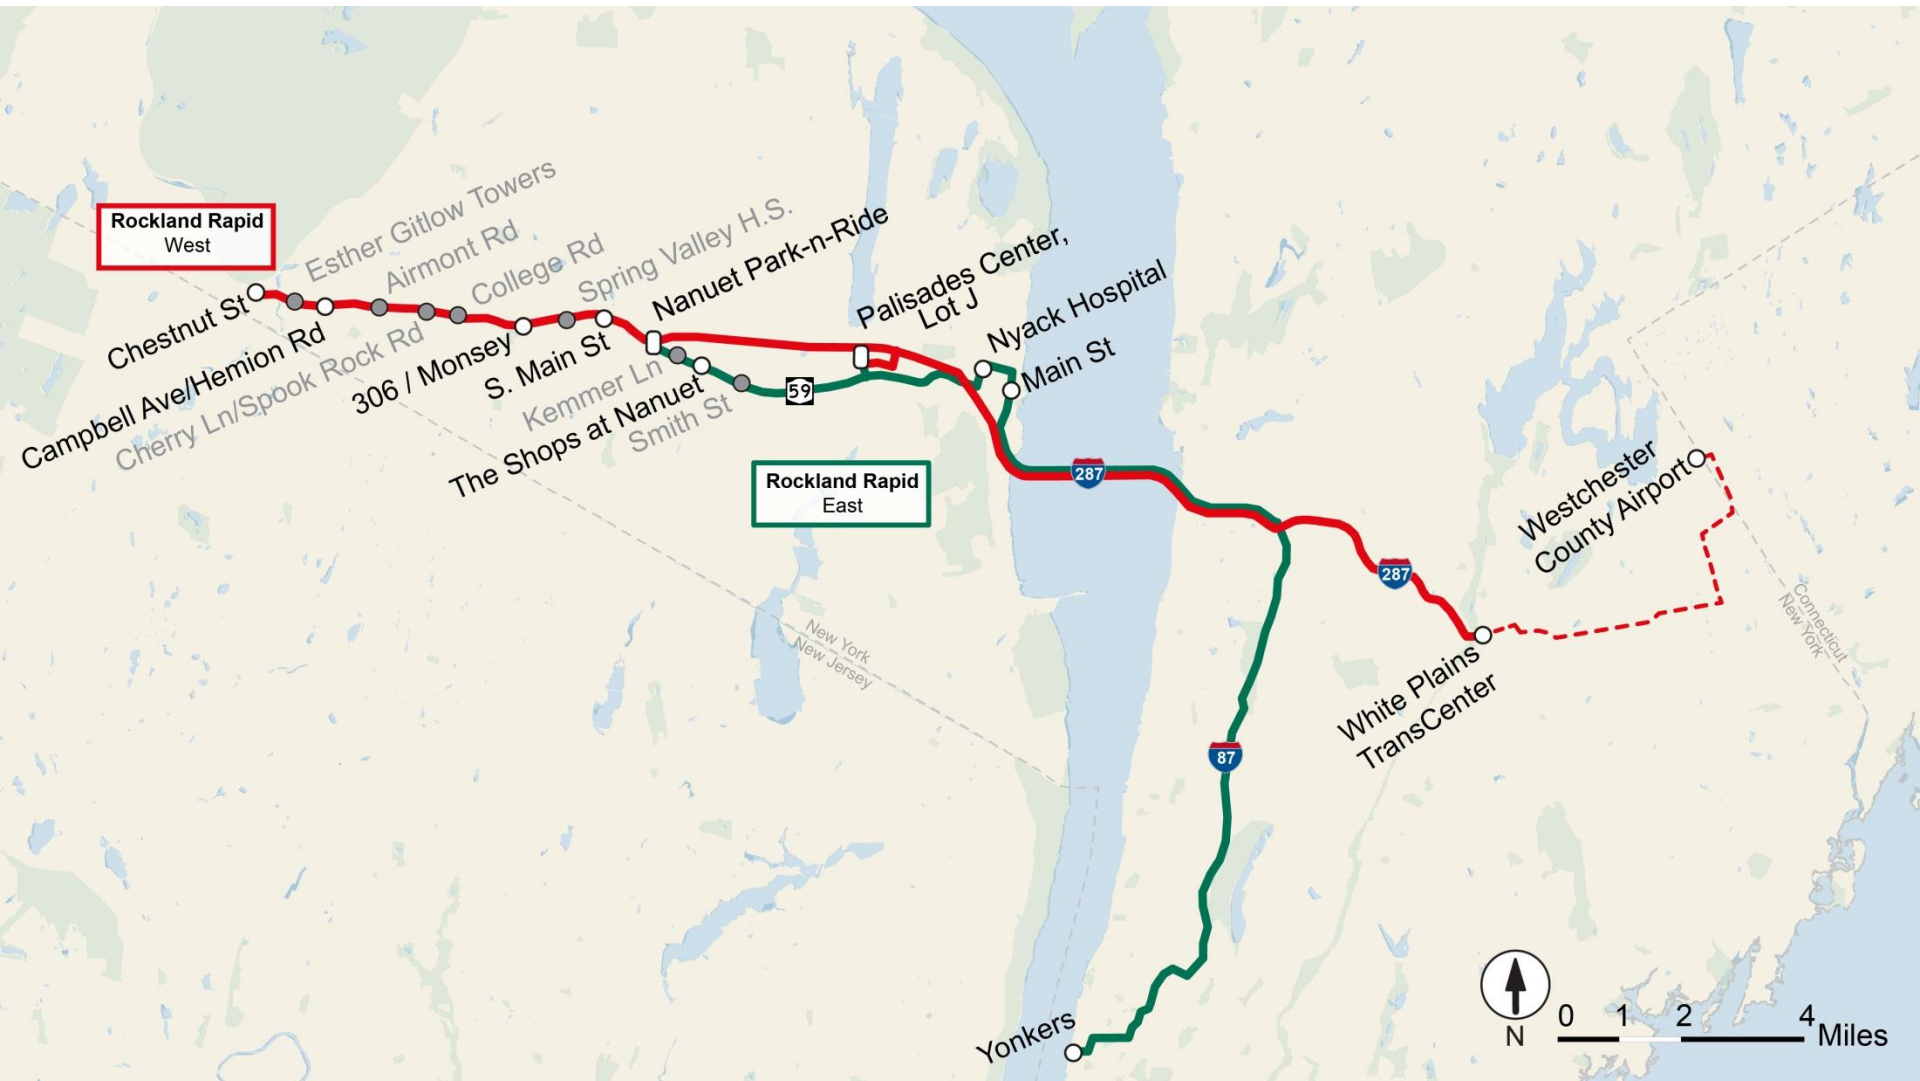 Rockland Rapid
West
Esther Gitlow Towers
Airmont Rd
College Rd
Spring Valley H.S.
Nanuet Park-n-Ride
Palisades Center,
Lot J
Nyack Hospital
Main St
Chestnut St
Campbell Ave/Hemion Rd
Cherry Ln/Spook Rock Rd
306 / Monsey
S. Main St
Kemmer Ln
The Shops at Nanuet
Smith St
59
Rockland Rapid
East
287
287
87
Westchester
County Airport
White Plains
TransCenter
Yonkers
New York
New Jersey
Connecticut
New York
N
0 1 2 4 Miles